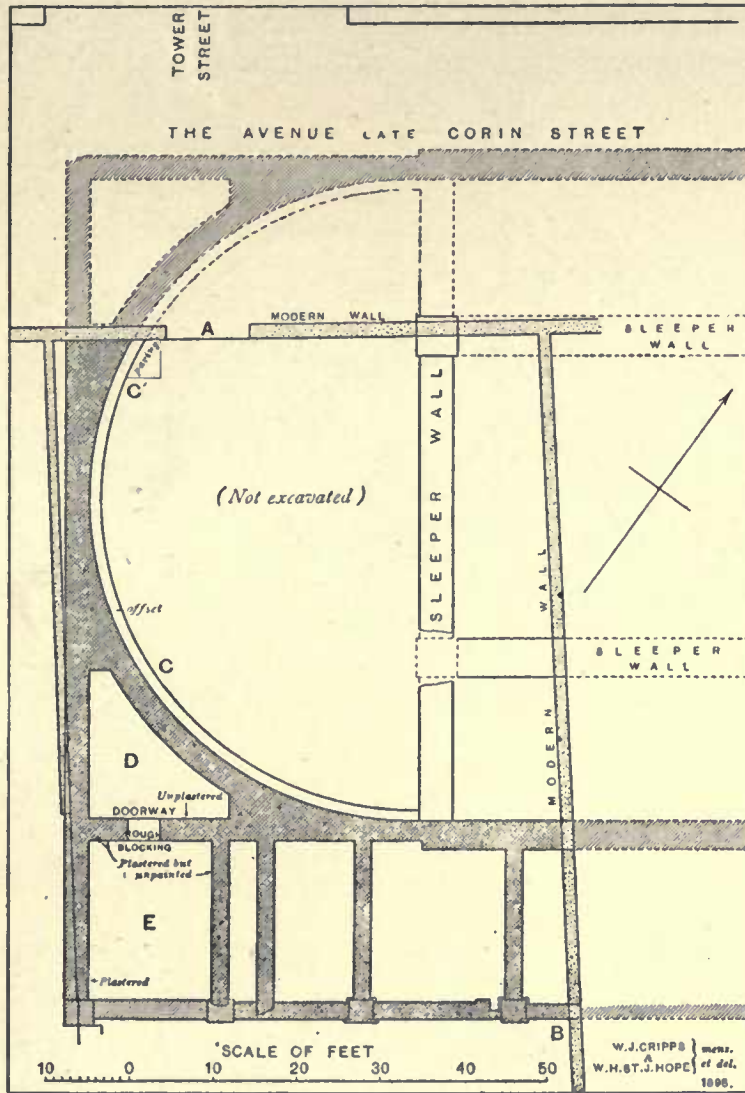 TOWER
STREET
THE AVENUE LATE CORIN STREET
A
MODERN WALL
SLEEPER
WALL
paving
C
(Not excavated)
SLEEPER WALL
MODERN WALL
offset
C
SLEEPER
WALL
D
Unplastered
DOORWAY
ROUGH
BLOCKING
Plastered but
unpainted
E
Plastered
B
SCALE OF FEET
10 0 10 20 30 40 50
W.J.CRIPPS
&
W.H.ST.J.HOPE
mens.
et del.
1898.